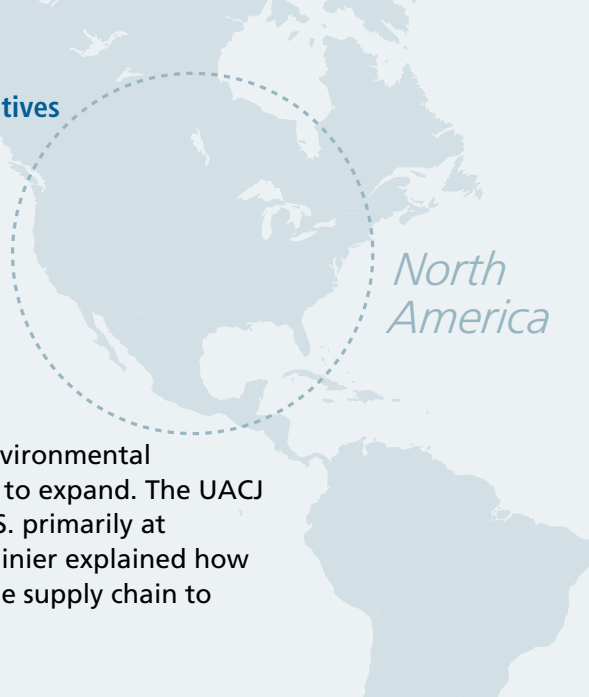 tives
North
America
vironmental
to expand. The UACJ
S. primarily at
inier explained how
e supply chain to